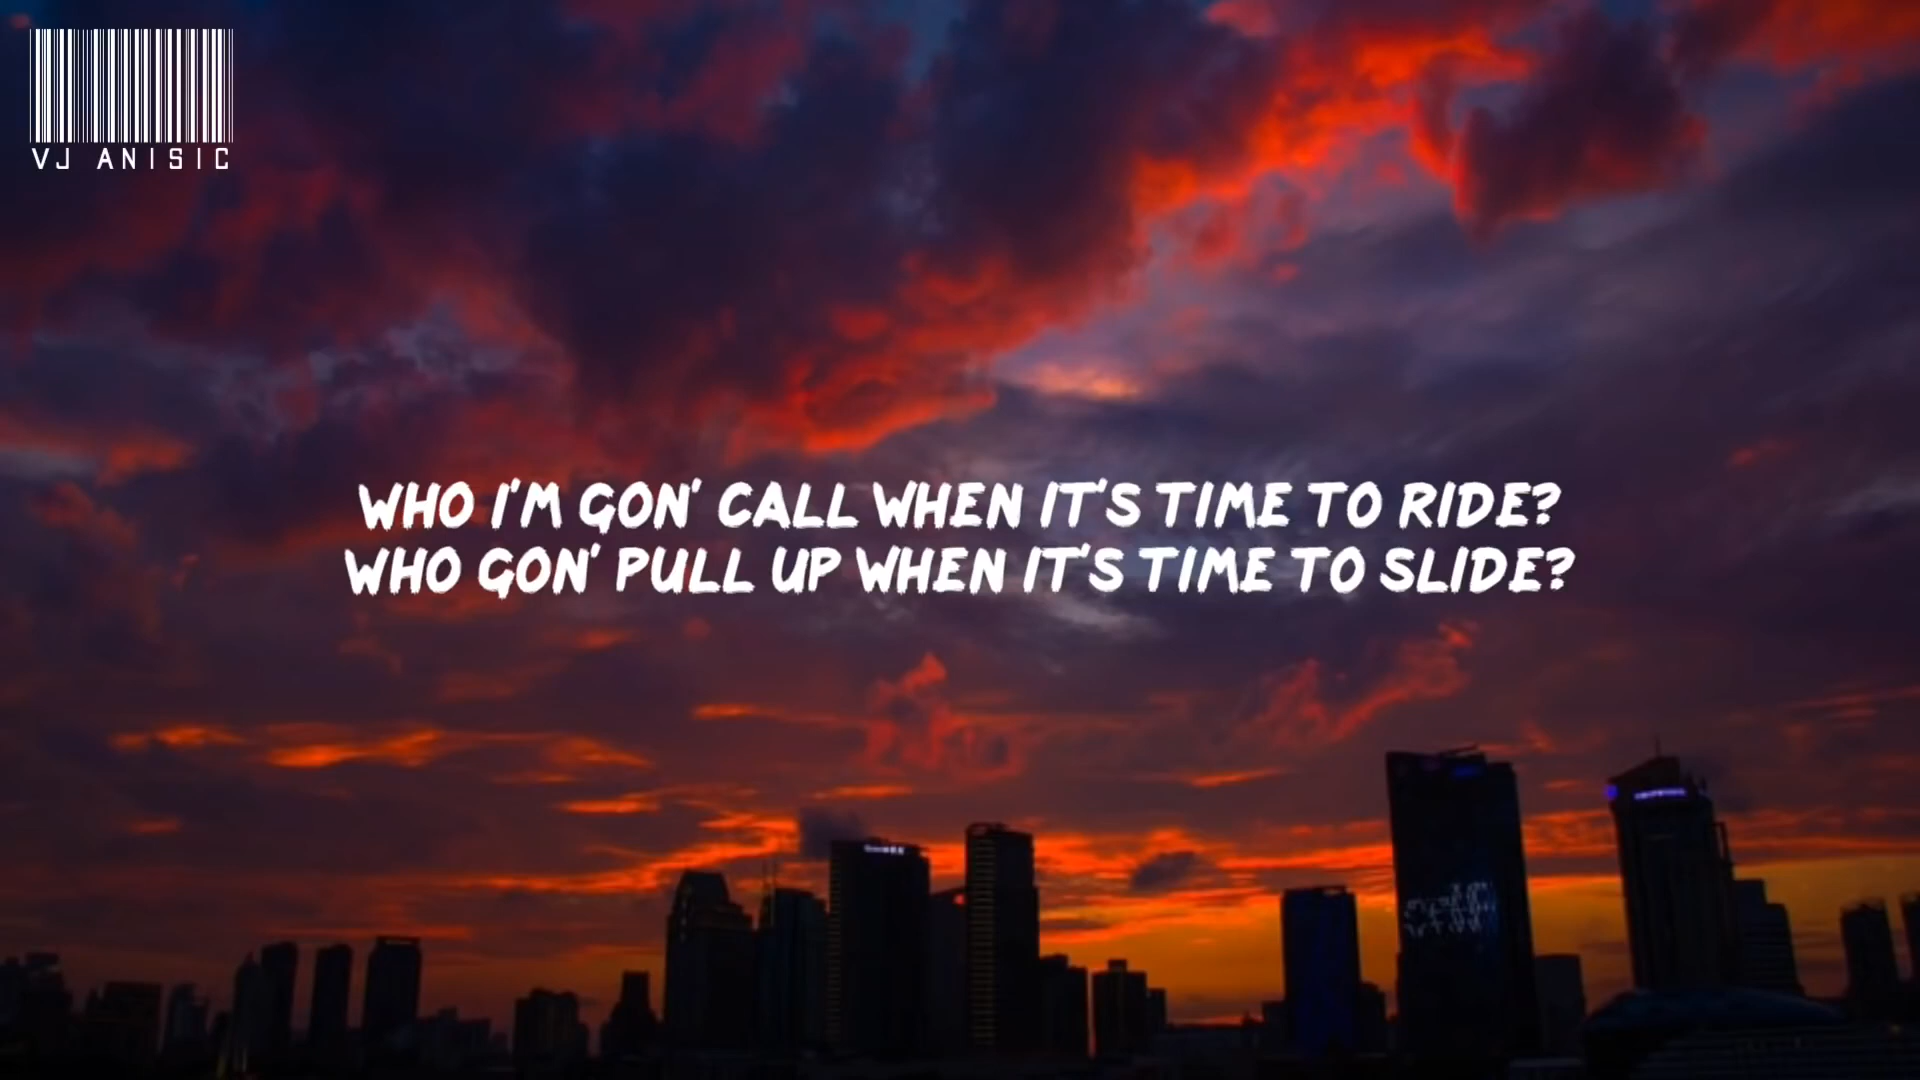 VJ ANISIC
WHO I'M GON' CALL WHEN IT'S TIME TO RIDE?
WHO GON' PULL UP WHEN IT'S TIME TO SLIDE?